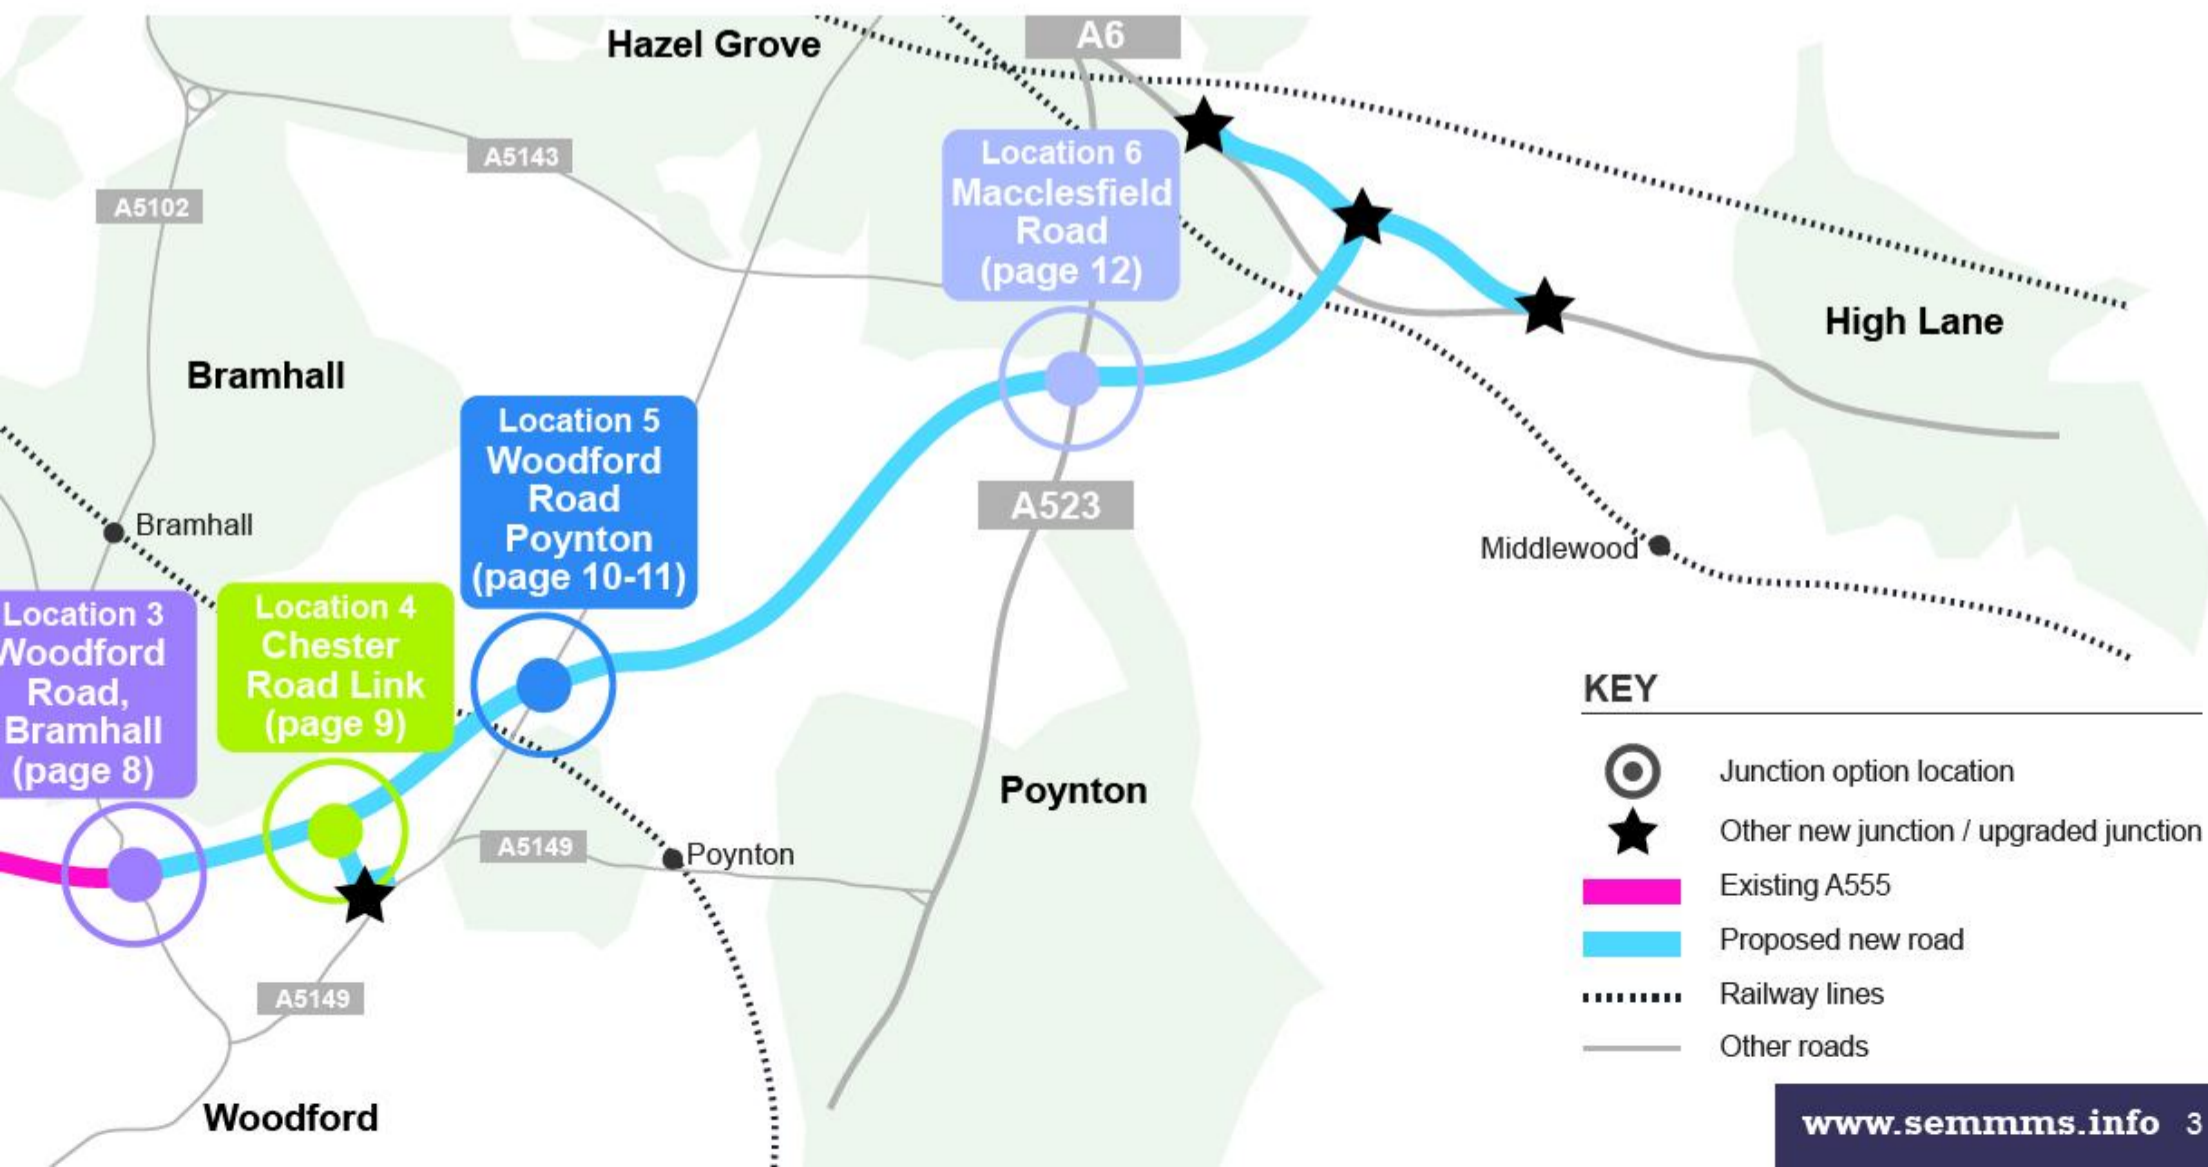 Hazel Grove
A6
A5143
A5102
Location 6
Macclesfield
Road
(page 12)
High Lane
Bramhall
Location 5
Woodford
Road
Poynton
(page 10-11)
A523
Bramhall
Middlewood
Location 3
Woodford
Road,
Bramhall
(page 8)
Location 4
Chester
Road Link
(page 9)
Poynton
A5149
Poynton
A5149
Woodford
KEY
Junction option location
Other new junction / upgraded junction
Existing A555
Proposed new road
Railway lines
Other roads
www.semmms.info 3